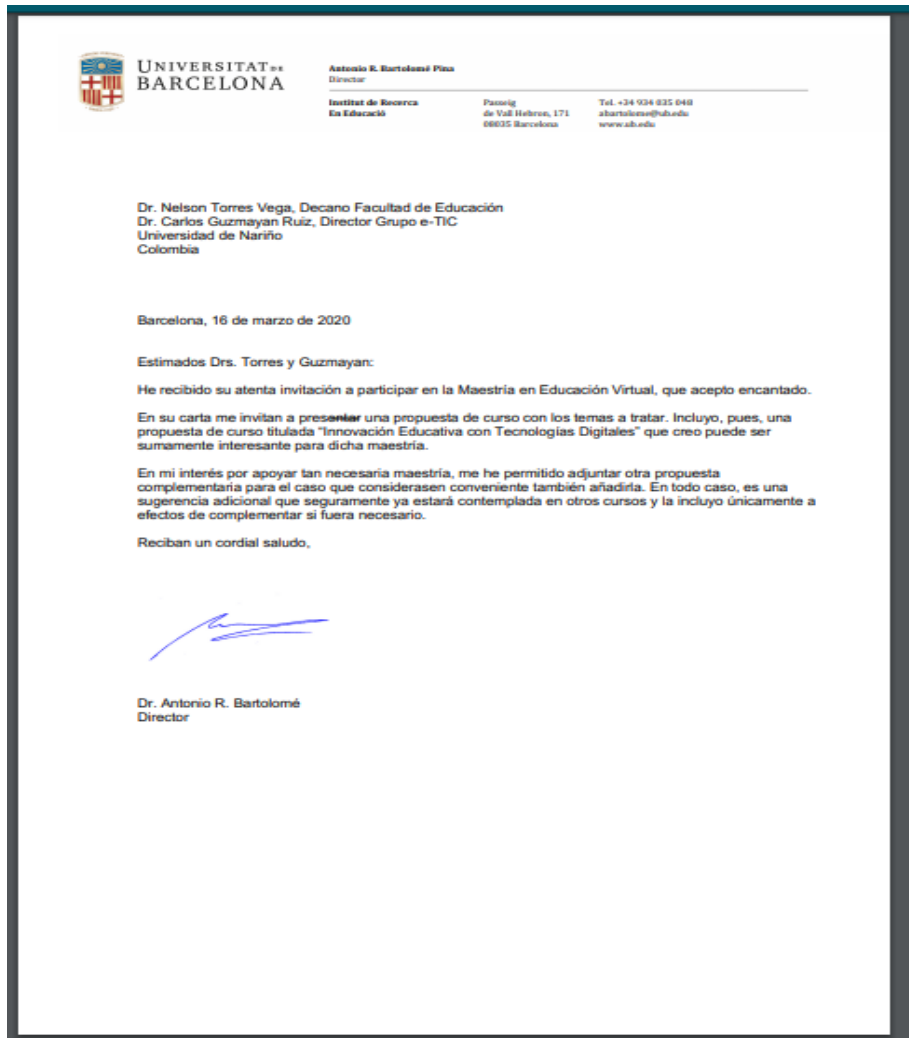 UNIVERSITAT DE
BARCELONA
Antonio R. Bartolomé Pina
Director
Institut de Recerca
En Educació
Passeig
de Vall Hebron, 171
08035 Barcelona
Tel. +34 934 035 048
abartolome@ub.edu
www.ub.edu
Dr. Nelson Torres Vega, Decano Facultad de Educación
Dr. Carlos Guzmayan Ruiz, Director Grupo e-TIC
Universidad de Nariño
Colombia
Barcelona, 16 de marzo de 2020
Estimados Drs. Torres y Guzmayan:
He recibido su atenta invitación a participar en la Maestría en Educación Virtual, que acepto encantado.
En su carta me invitan a presentar una propuesta de curso con los temas a tratar. Incluyo, pues, una
propuesta de curso titulada “Innovación Educativa con Tecnologías Digitales” que creo puede ser
sumamente interesante para dicha maestría.
En mi interés por apoyar tan necesaria maestría, me he permitido adjuntar otra propuesta
complementaria para el caso que considerasen conveniente también añadirla. En todo caso, es una
sugerencia adicional que seguramente ya estará contemplada en otros cursos y la incluyo únicamente a
efectos de complementar si fuera necesario.
Reciban un cordial saludo,
Dr. Antonio R. Bartolomé
Director